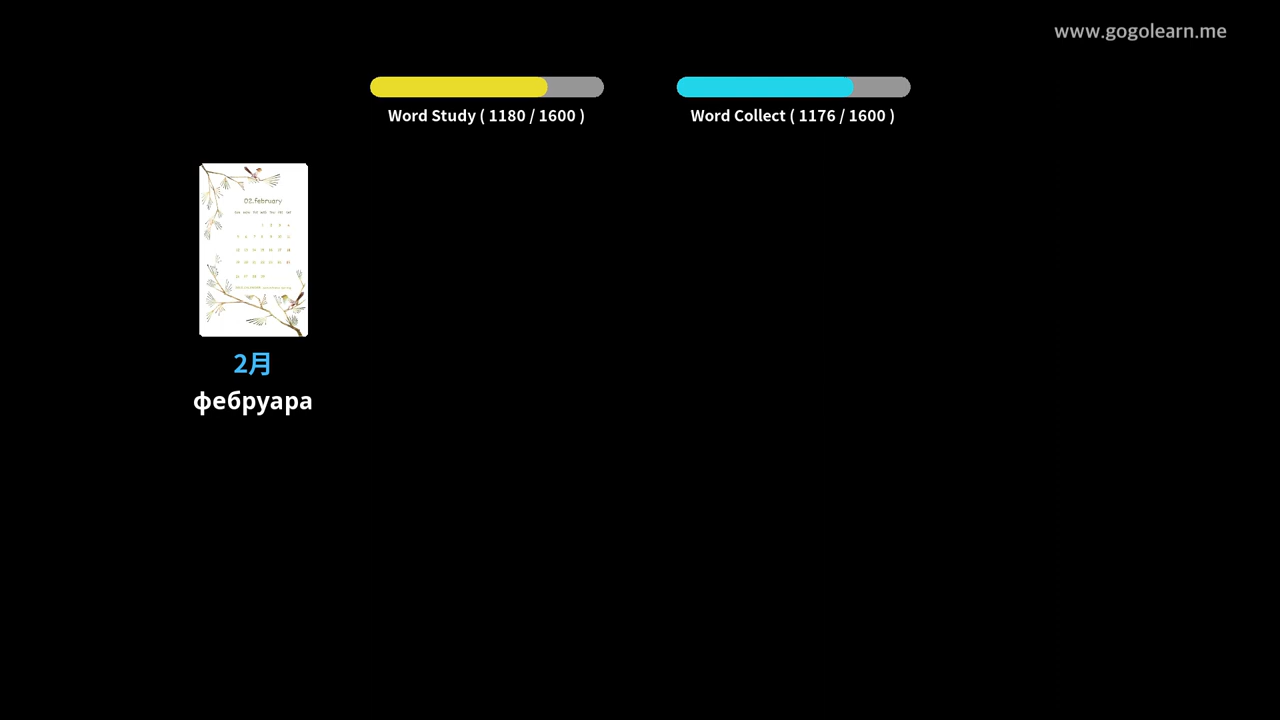 www.gogolearn.me
Word Study ( 1180 / 1600 )
Word Collect ( 1176 / 1600 )
02.february
2月
фебруара